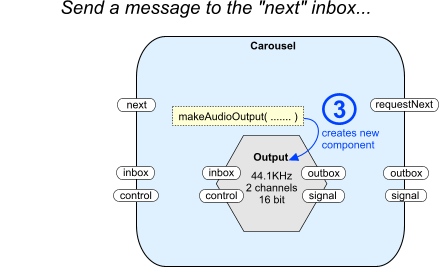 Send a message to the "next" inbox...
Carousel
next
requestNext
makeAudioOutput( ....... )
3
creates new
component
Output
inbox
inbox
outbox
outbox
44.1KHz
2 channels
16 bit
control
control
signal
signal